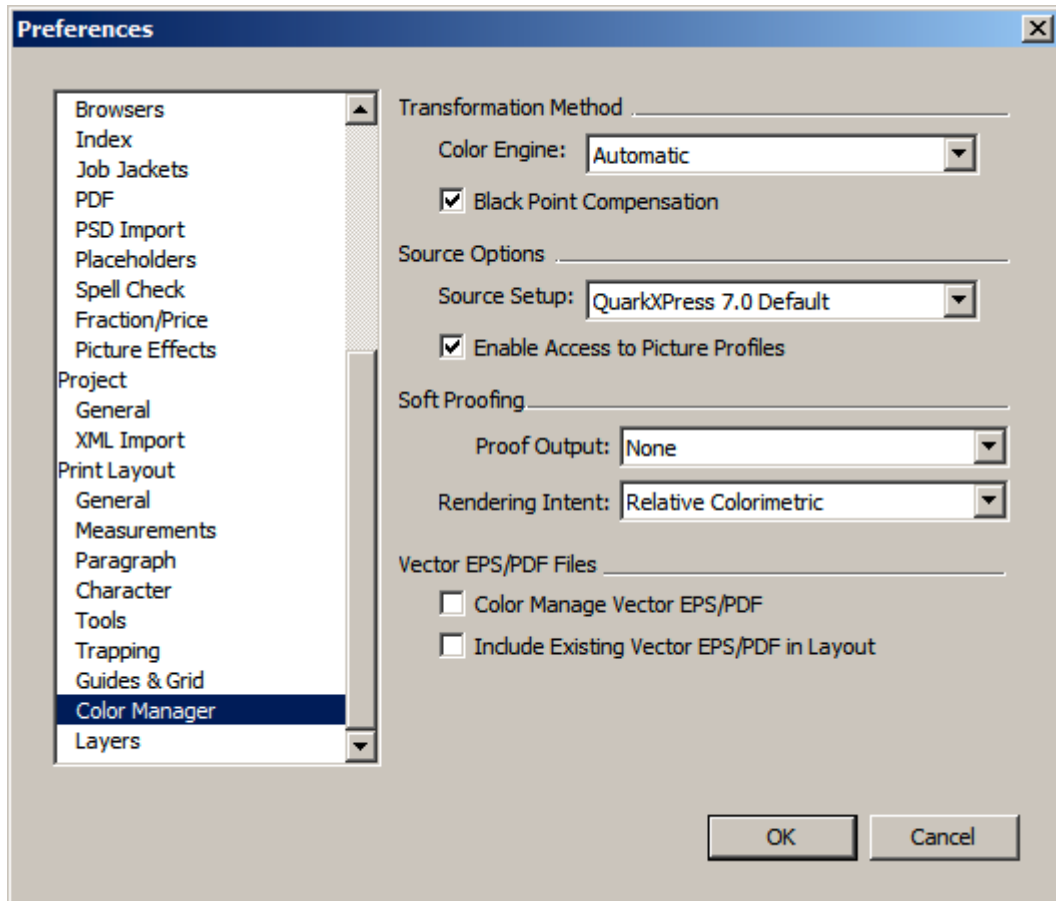 Preferences
Browsers
Index
Job Jackets
PDF
PSD Import
Placeholders
Spell Check
Fraction/Price
Picture Effects
Project
General
XML Import
Print Layout
General
Measurements
Paragraph
Character
Tools
Trapping
Guides & Grid
Color Manager
Layers
Transformation Method
Color Engine: Automatic
Black Point Compensation
Source Options
Source Setup: QuarkXPress 7.0 Default
Enable Access to Picture Profiles
Soft Proofing
Proof Output: None
Rendering Intent: Relative Colorimetric
Vector EPS/PDF Files
Color Manage Vector EPS/PDF
Include Existing Vector EPS/PDF in Layout
OK Cancel